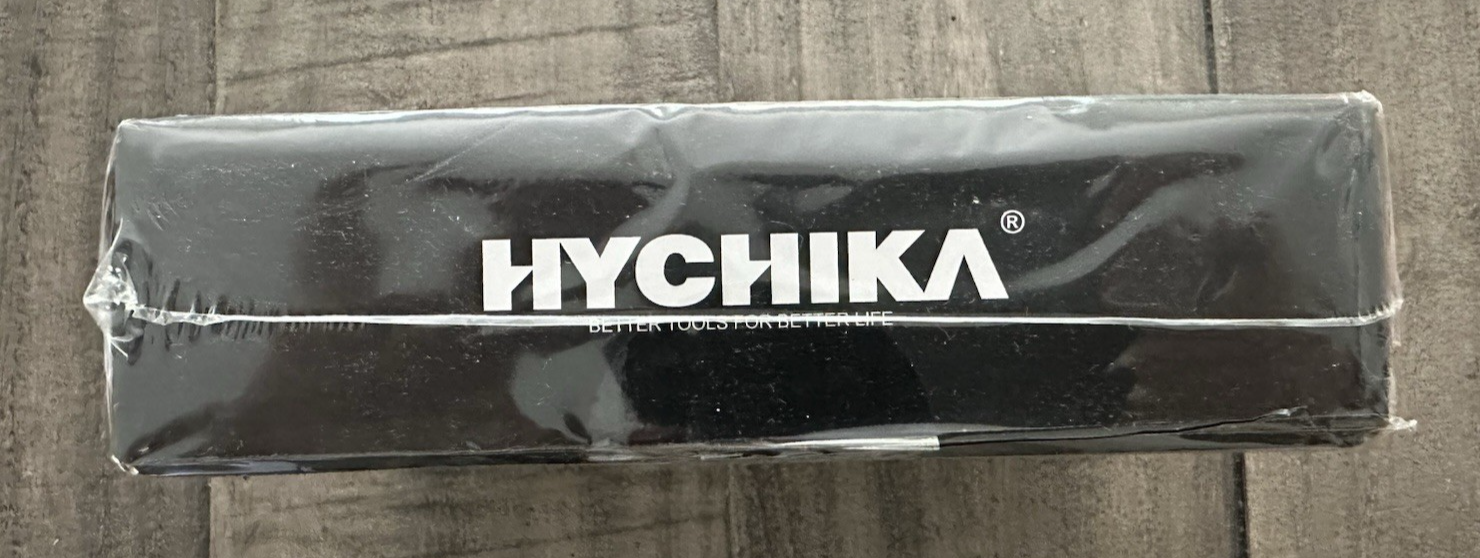 HYCHIKA®
BETTER TOOLS FOR BETTER LIFE